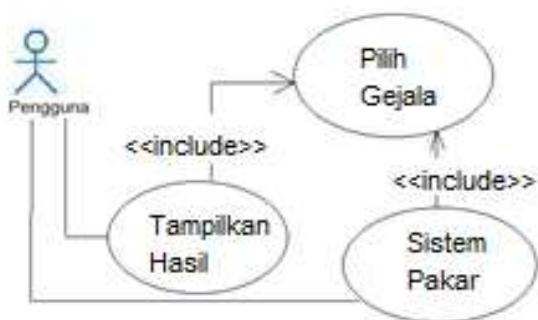 Pengguna
Pilih
Gejala
<<include>>
<<include>>
Tampilkan
Hasil
Sistem
Pakar